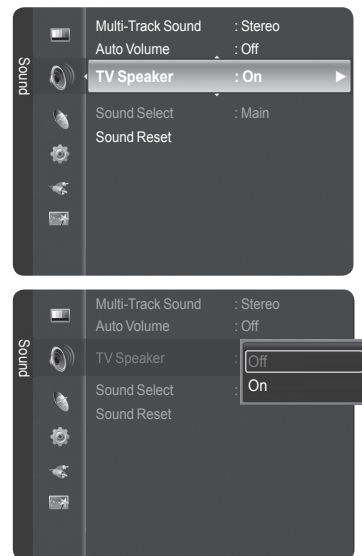 Sound
Multi-Track Sound : Stereo
Auto Volume : Off
TV Speaker : On
Sound Select : Main
Sound Reset
Sound
Multi-Track Sound : Stereo
Auto Volume : Off
TV Speaker : Off
On
Sound Select :
Sound Reset